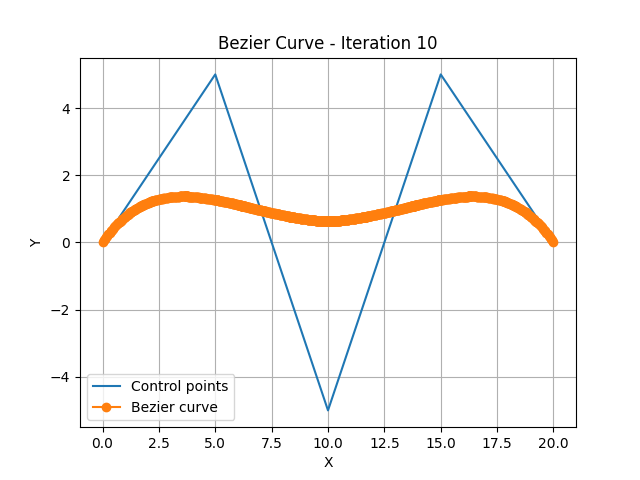 Bezier Curve - Iteration 10
4
2
0
−2
−4
Y
Control points
Bezier curve
0.0 2.5 5.0 7.5 10.0 12.5 15.0 17.5 20.0
X